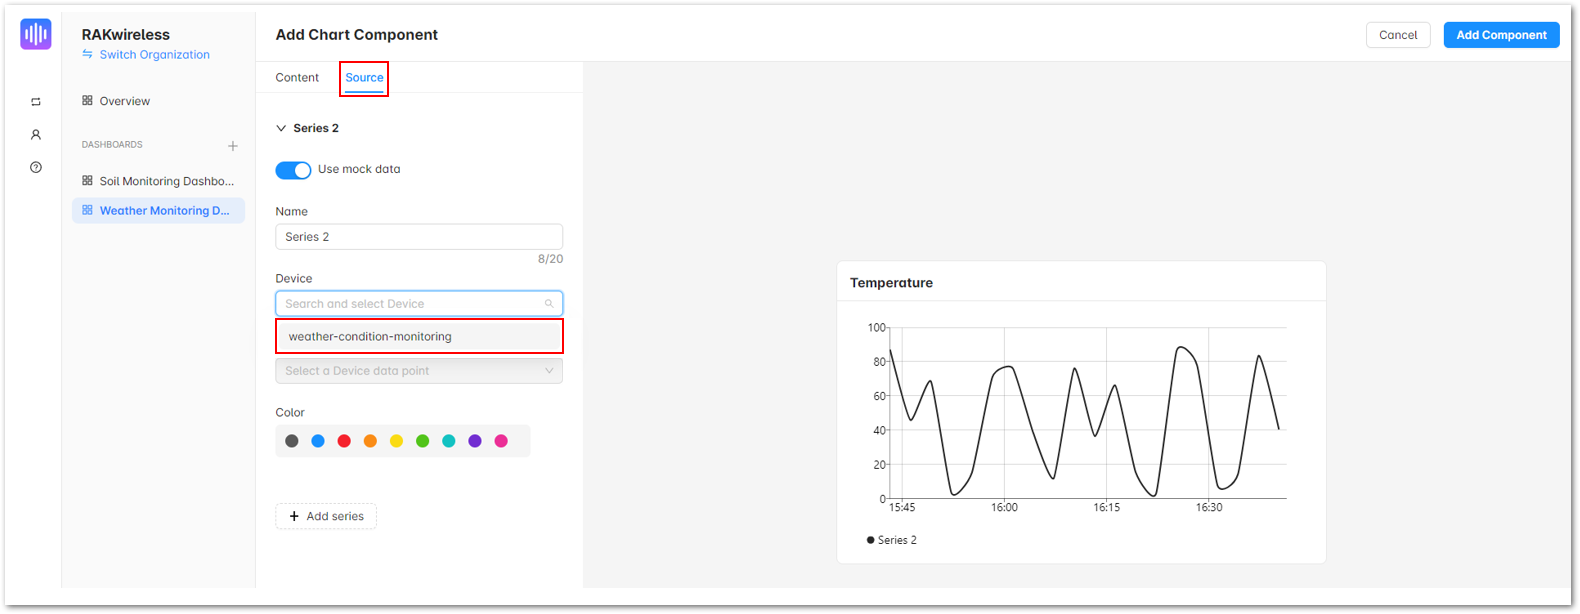 RAKwireless
Switch Organization
Overview
DASHBOARDS
Soil Monitoring Dashbo...
Weather Monitoring D...
Add Chart Component
Cancel
Add Component
Content
Source
Series 2
Use mock data
Name
Series 2
8/20
Device
Search and select Device
weather-condition-monitoring
Select a Device data point
Color
+ Add series
Temperature
100
80
60
40
20
0
15:45 16:00 16:15 16:30
Series 2